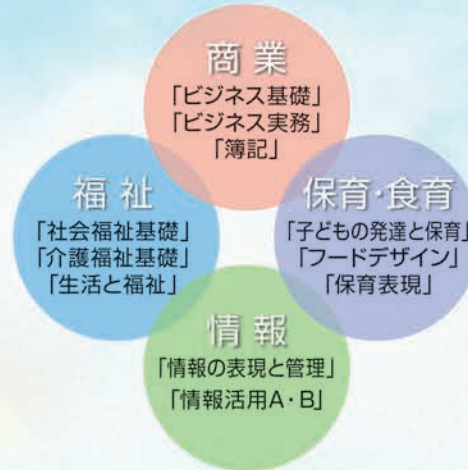 商業
「ビジネス基礎」
「ビジネス実務」
「簿記」
福祉
「社会福祉基礎」
「介護福祉基礎」
「生活と福祉」
保育・食育
「子どもの発達と保育」
「フードデザイン」
「保育表現」
情報
「情報の表現と管理」
「情報活用A・B」